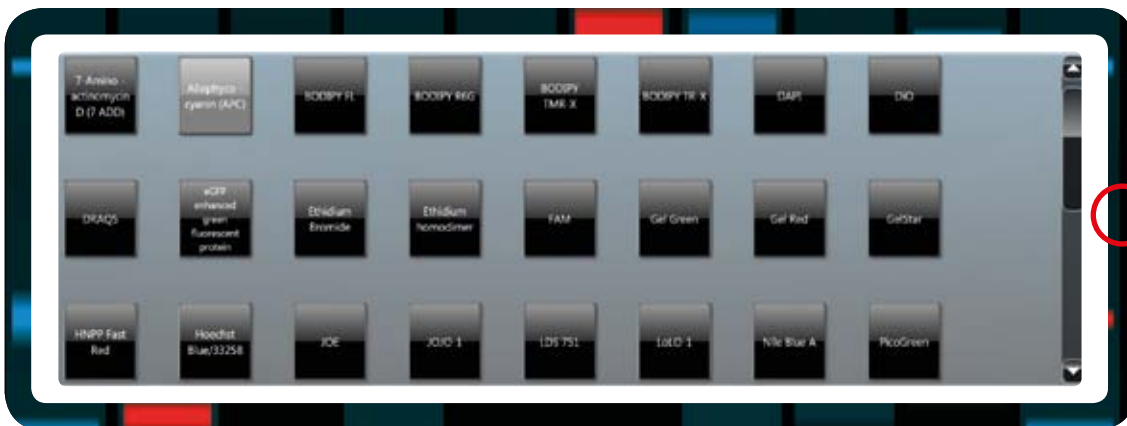 7-Amino -
actinomycin
D (7 ADD)
Allophyco -
cyanin (APC)
BODIPY FL
BODIPY R6G
BODIPY
TMR-X
BODIPY TR-X
DAPI
DiO
DRAQ5
eGFP
enhanced
green
fluorescent
protein
Ethidium
Bromide
Ethidium
homodimer
FAM
Gel Green
Gel Red
GelStar
HNPP Fast
Red
Hoechst
Blue/33258
JOE
JOJO-1
LDS 751
LoLO-1
Nile Blue A
PicoGreen